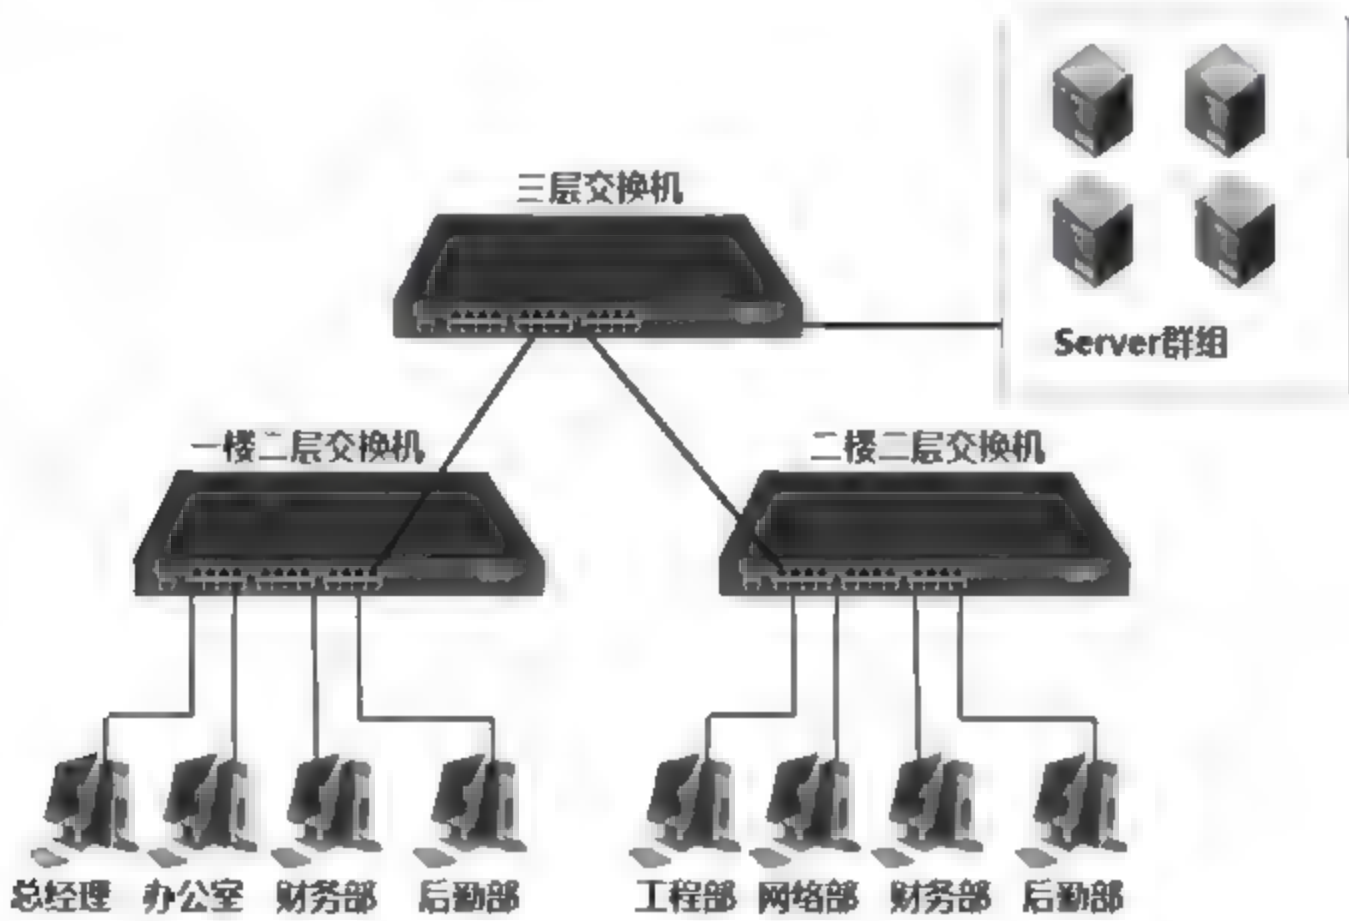 三层交换机
Server群组
一楼二层交换机
二楼二层交换机
总经理 办公室 财务部 后勤部 工程部 网络部 财务部 后勤部